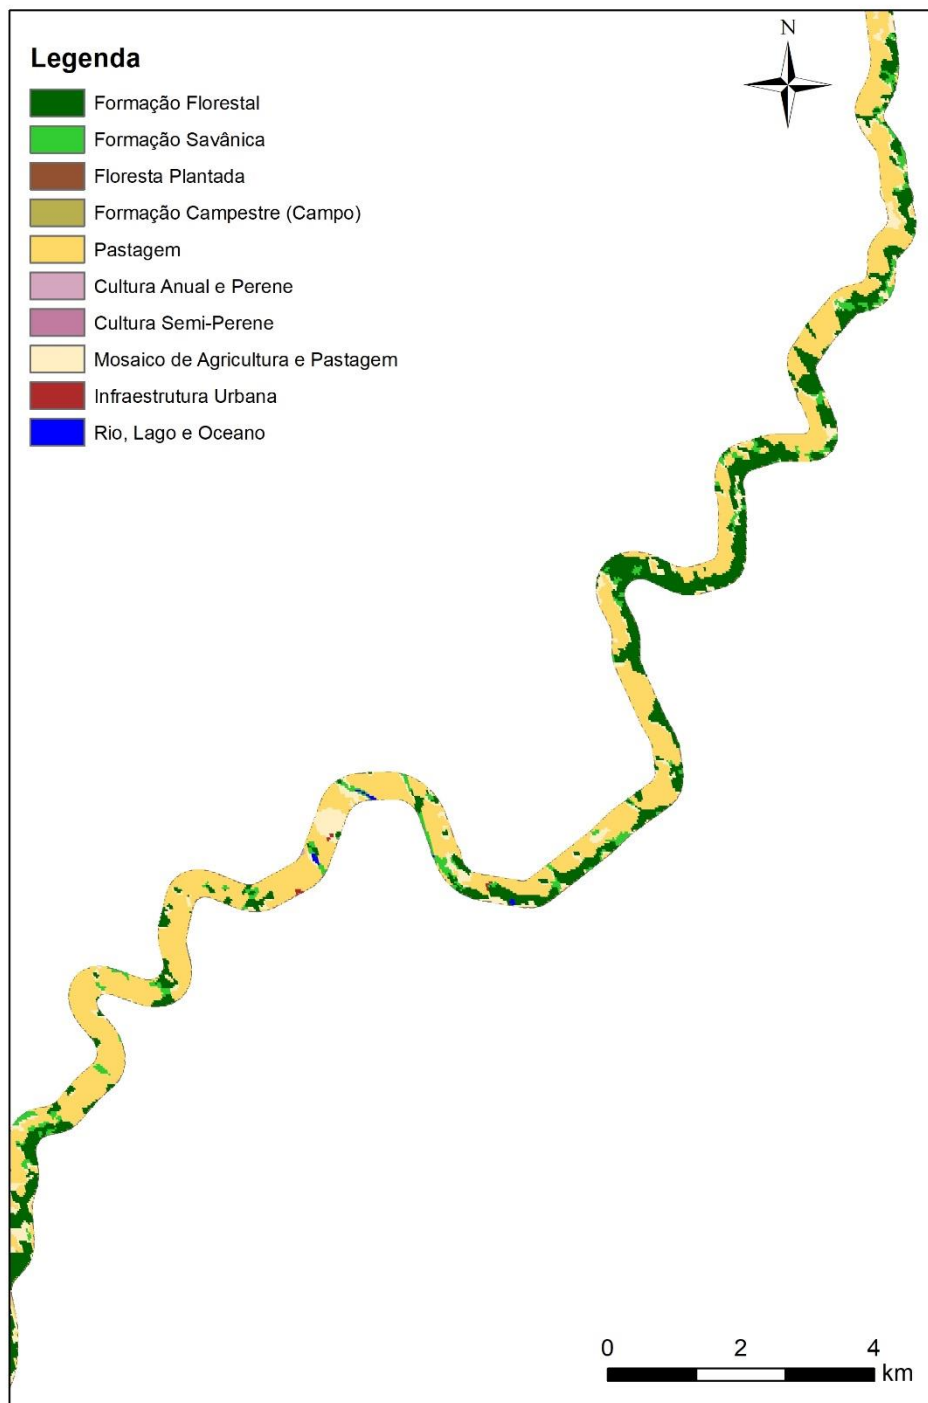 Legenda
N
Formação Florestal
Formação Savânica
Floresta Plantada
Formação Campestre (Campo)
Pastagem
Cultura Anual e Perene
Cultura Semi-Perene
Mosaico de Agricultura e Pastagem
Infraestrutura Urbana
Rio, Lago e Oceano
0 2 4
km